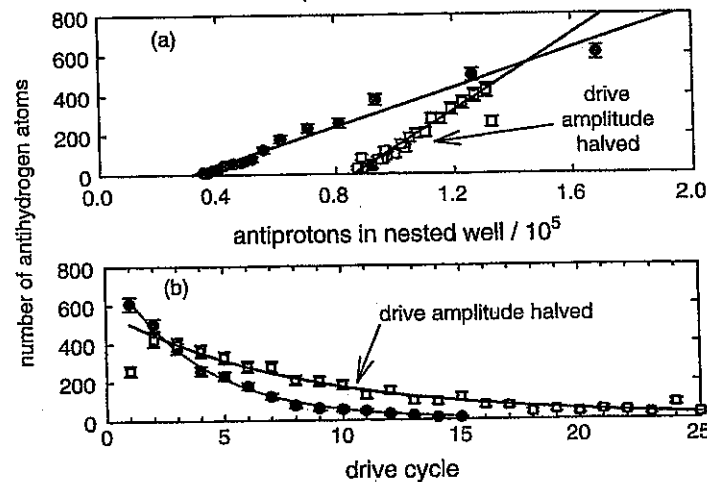 number of antihydrogen atoms
800
600
400
200
0
(a)
drive
amplitude
halved
0.0 0.4 0.8 1.2 1.6 2.0
antiprotons in nested well / 10⁵
800
600
400
200
0
(b)
drive amplitude halved
0 5 10 15 20 25
drive cycle